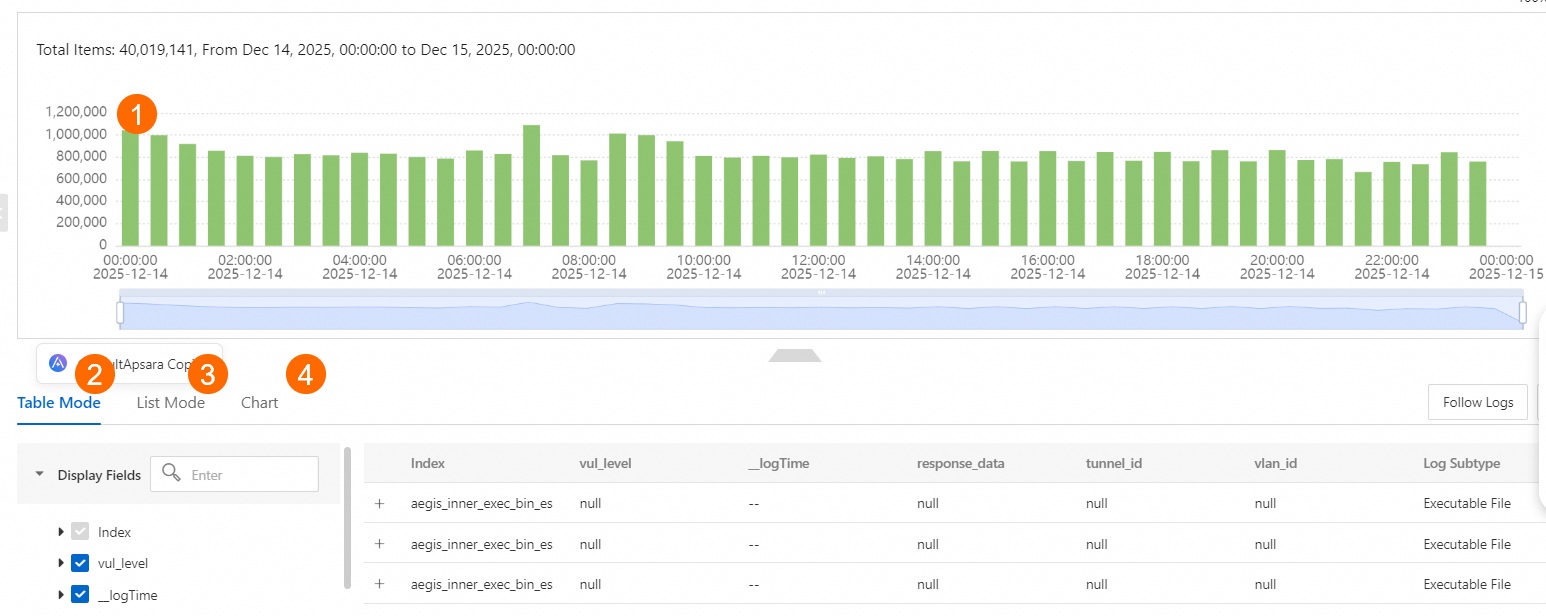 Total Items: 40,019,141, From Dec 14, 2025, 00:00:00 to Dec 15, 2025, 00:00:00
1,200,000
1
1,000,000
800,000
600,000
400,000
200,000
0
00:00:00 02:00:00 04:00:00 06:00:00 08:00:00 10:00:00 12:00:00 14:00:00 16:00:00 18:00:00 20:00:00 22:00:00 00:00:00
2025-12-14 2025-12-14 2025-12-14 2025-12-14 2025-12-14 2025-12-14 2025-12-14 2025-12-14 2025-12-14 2025-12-14 2025-12-14 2025-12-14 2025-12-15
2 3 4
Table Mode List Mode Chart Follow Logs
Display Fields Enter
Index vul_level __logTime response_data tunnel_id vlan_id Log Subtype
+ aegis_inner_exec_bin_es null -- null null null Executable File
Index
+ aegis_inner_exec_bin_es null -- null null null Executable File
vul_level
+ aegis_inner_exec_bin_es null -- null null null Executable File
__logTime